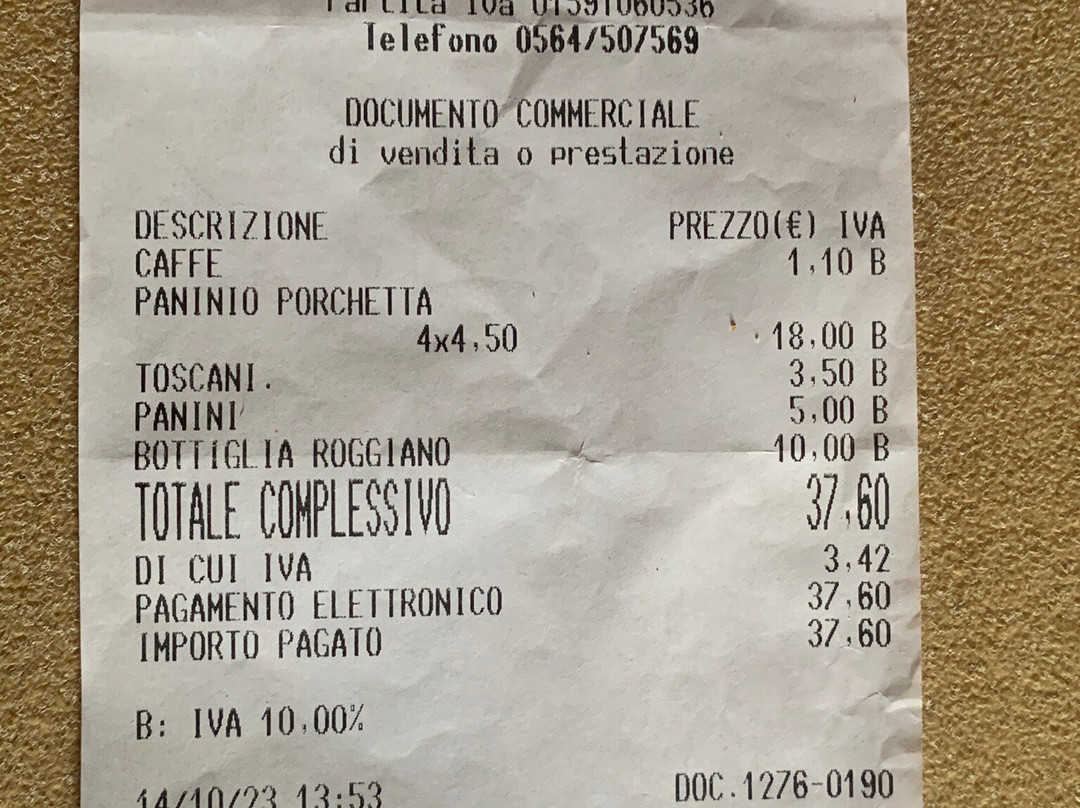 Partita Iva 01591060536
Telefono 0564/507569
DOCUMENTO COMMERCIALE
di vendita o prestazione
DESCRIZIONE PREZZO(€) IVA
CAFFE 1,10 B
PANINIO PORCHETTA
4x4,50 18,00 B
TOSCANI. 3,50 B
PANINI 5,00 B
BOTTIGLIA ROGGIANO 10,00 B
TOTALE COMPLESSIVO 37,60
DI CUI IVA 3,42
PAGAMENTO ELETTRONICO 37,60
IMPORTO PAGATO 37,60
B: IVA 10,00%
14/10/23 13:53 DOC.1276-0190